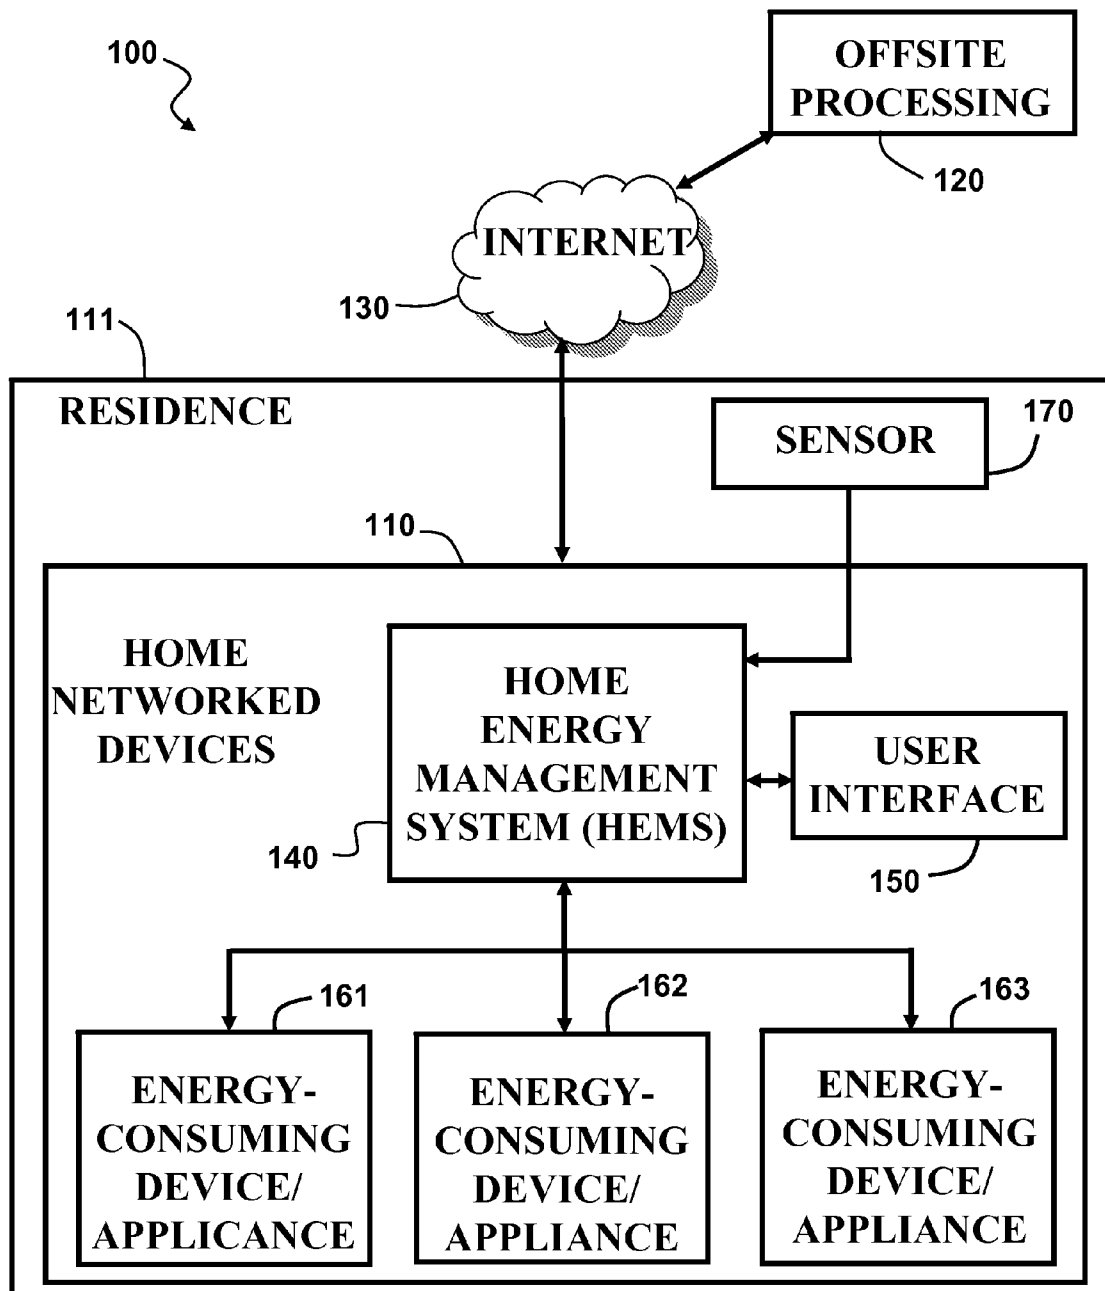 100
OFFSITE
PROCESSING
120
INTERNET
130
111
RESIDENCE
SENSOR
170
110
HOME
NETWORKED
DEVICES
HOME
ENERGY
MANAGEMENT
SYSTEM (HEMS)
140
USER
INTERFACE
150
161
ENERGY-
CONSUMING
DEVICE/
APPLICANCE
162
ENERGY-
CONSUMING
DEVICE/
APPLIANCE
163
ENERGY-
CONSUMING
DEVICE/
APPLIANCE